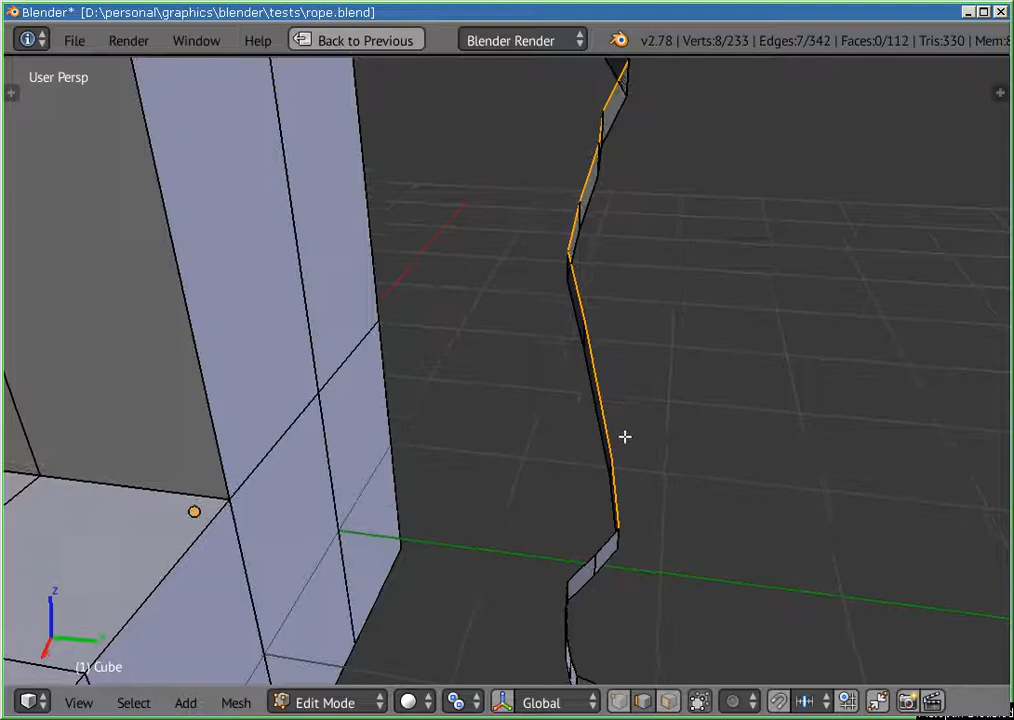 Blender* [D:\personal\graphics\blender\tests\rope.blend]
File Render Window Help Back to Previous Blender Render v2.78 | Verts:8/233 | Edges:7/342 | Faces:0/112 | Tris:330 | Mem:
User Persp
z
(1) Cube
View Select Add Mesh Edit Mode Global